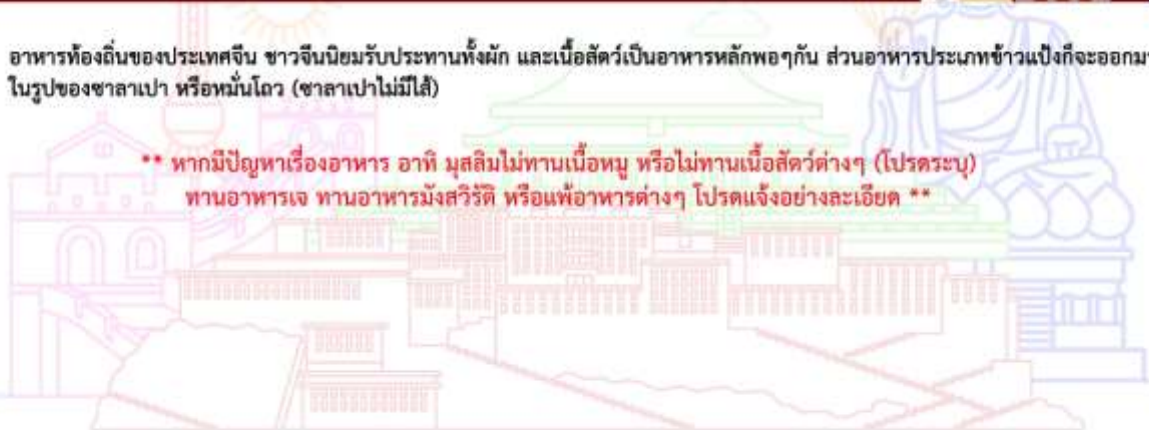 อาหารท้องถิ่นของประเทศจีน ชาวจีนนิยมรับประทานทั้งผัก และเนื้อสัตว์เป็นอาหารหลักพอๆกัน ส่วนอาหารประเภทข้าวแป้งก็จะออกมา
ในรูปของซาลาเปา หรือหมั่นโถว (ซาลาเปาไม่มีไส้)
** หากมีปัญหาเรื่องอาหาร อาทิ มุสลิมไม่ทานเนื้อหมู หรือไม่ทานเนื้อสัตว์ต่างๆ (โปรดระบุ)
ทานอาหารเจ ทานอาหารมังสวิรัติ หรือแพ้อาหารต่างๆ โปรดแจ้งอย่างละเอียด **